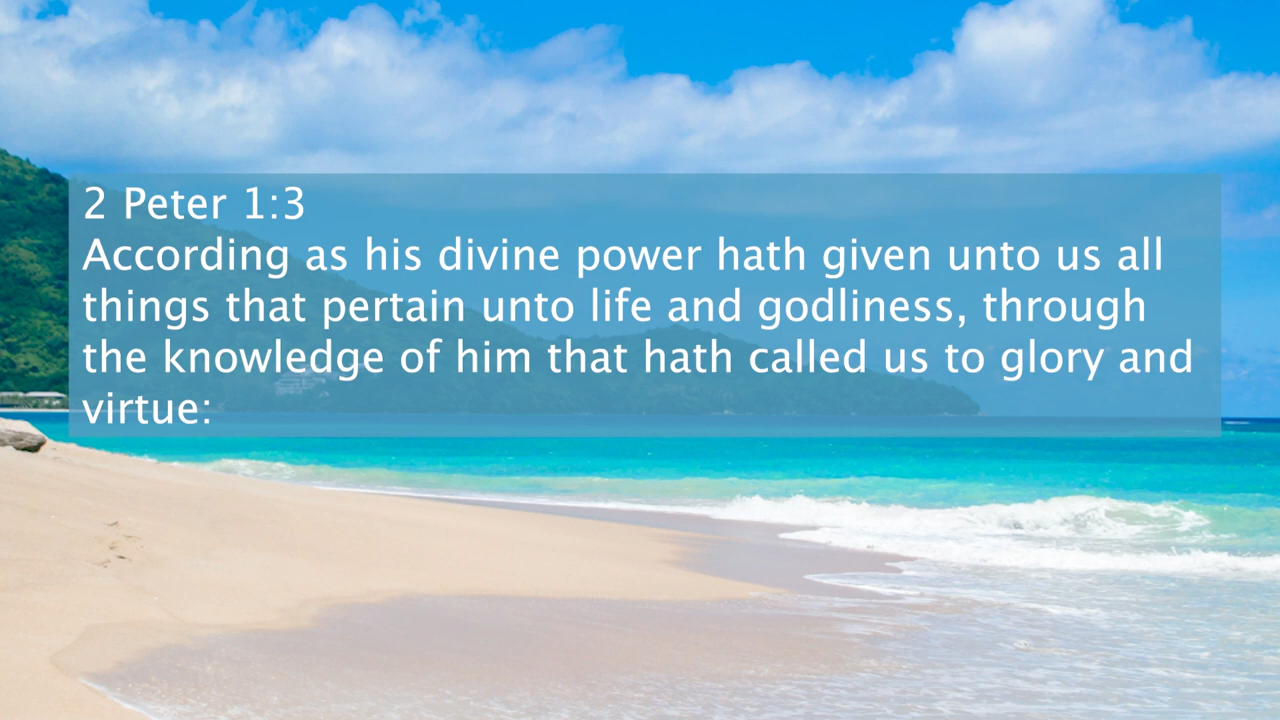 2 Peter 1:3
According as his divine power hath given unto us all
things that pertain unto life and godliness, through
the knowledge of him that hath called us to glory and
virtue: